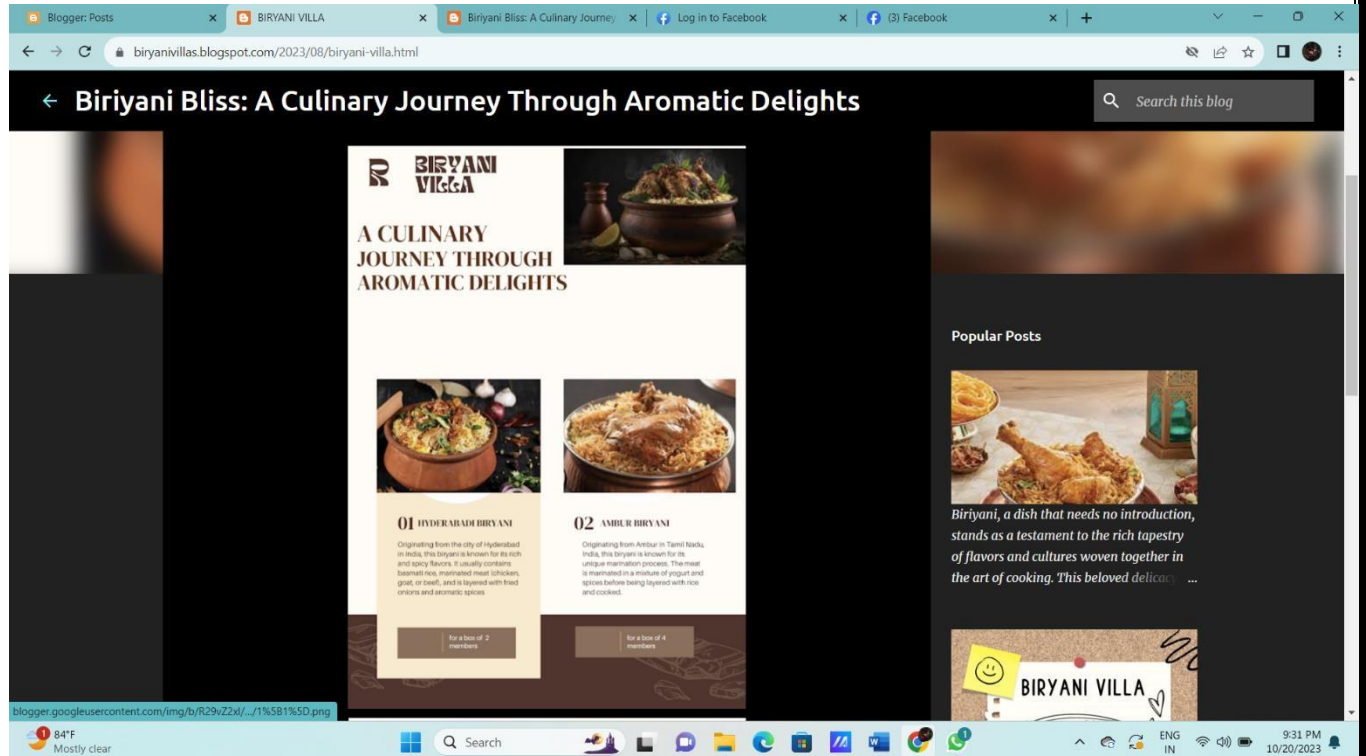 Blogger: Posts
BIRYANI VILLA
Biriyani Bliss: A Culinary Journey
Log in to Facebook
(3) Facebook
biryanivillas.blogspot.com/2023/08/biryani-villa.html
Biriyani Bliss: A Culinary Journey Through Aromatic Delights
Search this blog
BIRYANI
VILLA
A CULINARY
JOURNEY THROUGH
AROMATIC DELIGHTS
01 HYDERABADI BIRYANI
Originating from the city of Hyderabad
in India, this biryani is known for its rich
and spicy flavors. It usually contains
basmati rice, marinated meat (chicken,
goat, or beef), and is layered with fried
onions and aromatic spices
for a box of 2
members
02 AMBUR BIRYANI
Originating from Ambur in Tamil Nadu,
India, this biryani is known for its
unique marination process. The meat
is marinated in a mixture of yogurt and
spices before being layered with rice
and cooked.
for a box of 4
members
Popular Posts
Biriyani, a dish that needs no introduction,
stands as a testament to the rich tapestry
of flavors and cultures woven together in
the art of cooking. This beloved delicacy ...
BIRYANI VILLA
blogger.googleusercontent.com/img/b/R29vZ2xl/.../1%5B1%5D.png
1
84°F
Mostly clear
Search
ENG
IN
9:31 PM
10/20/2023